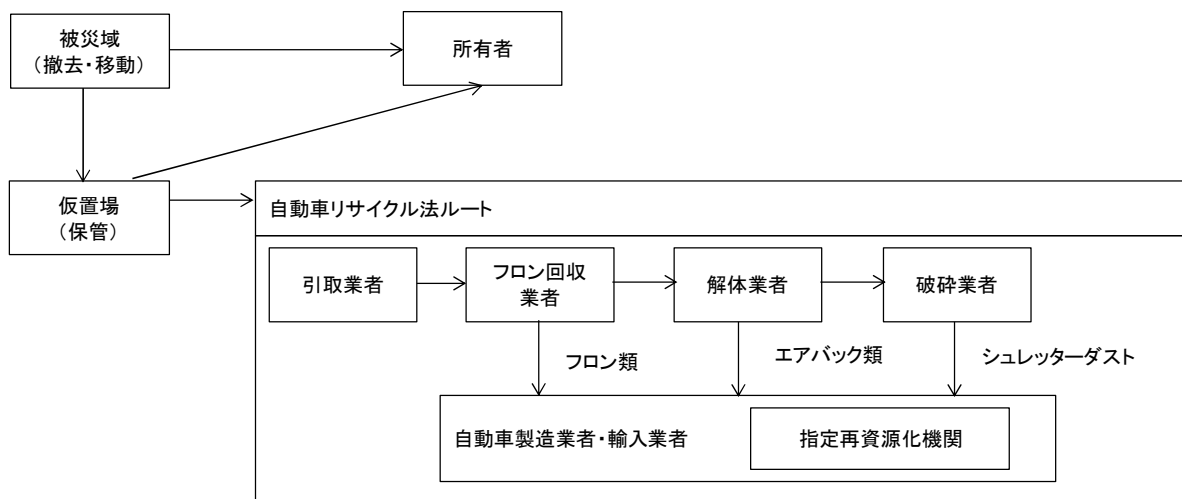 被災域
（撤去・移動）
所有者
仮置場
（保管）
自動車リサイクル法ルート
引取業者
フロン回収
業者
解体業者
破砕業者
フロン類
エアバック類
シュレッターダスト
自動車製造業者・輸入業者
指定再資源化機関